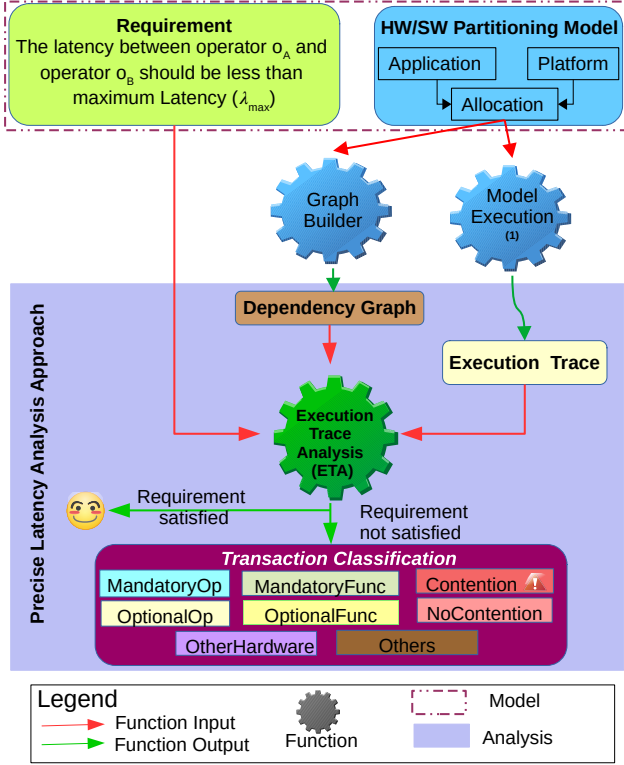 Requirement
The latency between operator o_A and
operator o_B should be less than
maximum Latency (λ_max)
HW/SW Partitioning Model
Application
Platform
Allocation
Graph
Builder
Model
Execution
(1)
Precise Latency Analysis Approach
Dependency Graph
Execution Trace
Execution
Trace
Analysis
(ETA)
Requirement
satisfied
Requirement
not satisfied
Transaction Classification
MandatoryOp
MandatoryFunc
Contention
OptionalOp
OptionalFunc
NoContention
OtherHardware
Others
Legend
Function Input
Function Output
Function
Model
Analysis